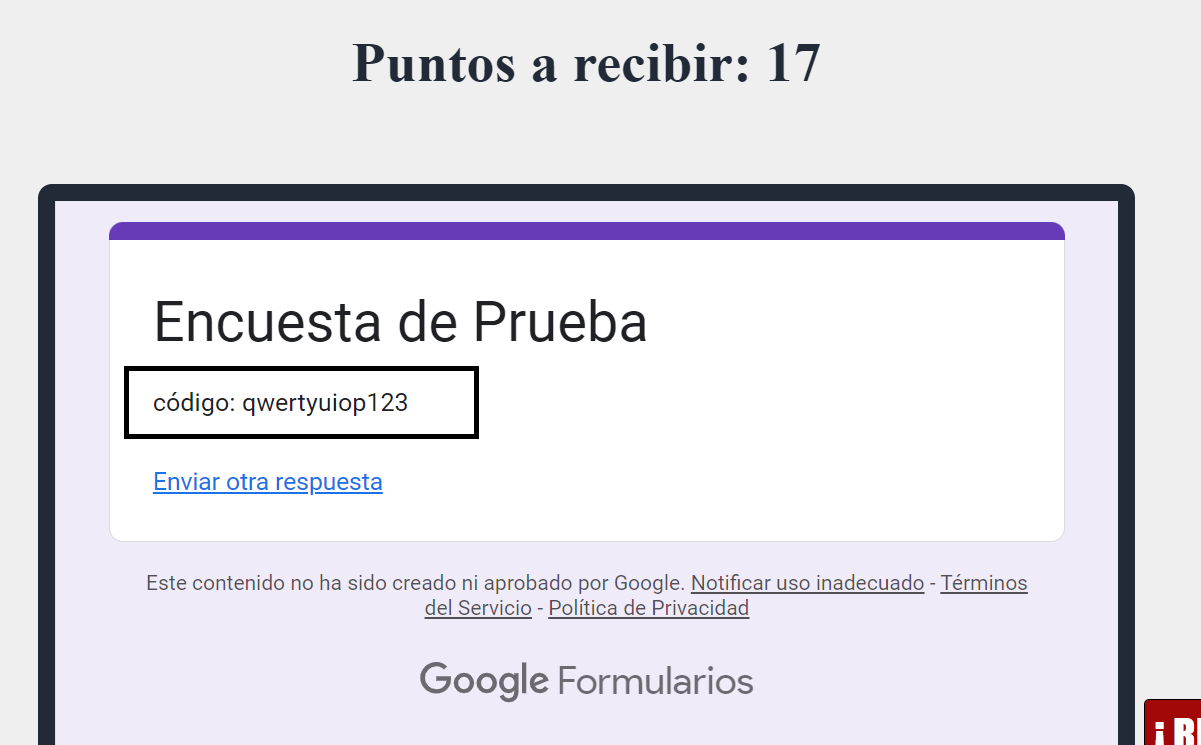 Puntos a recibir: 17
Encuesta de Prueba
código: qwertyuiop123
Enviar otra respuesta
Este contenido no ha sido creado ni aprobado por Google. Notificar uso inadecuado - Términos
del Servicio - Política de Privacidad
Google Formularios